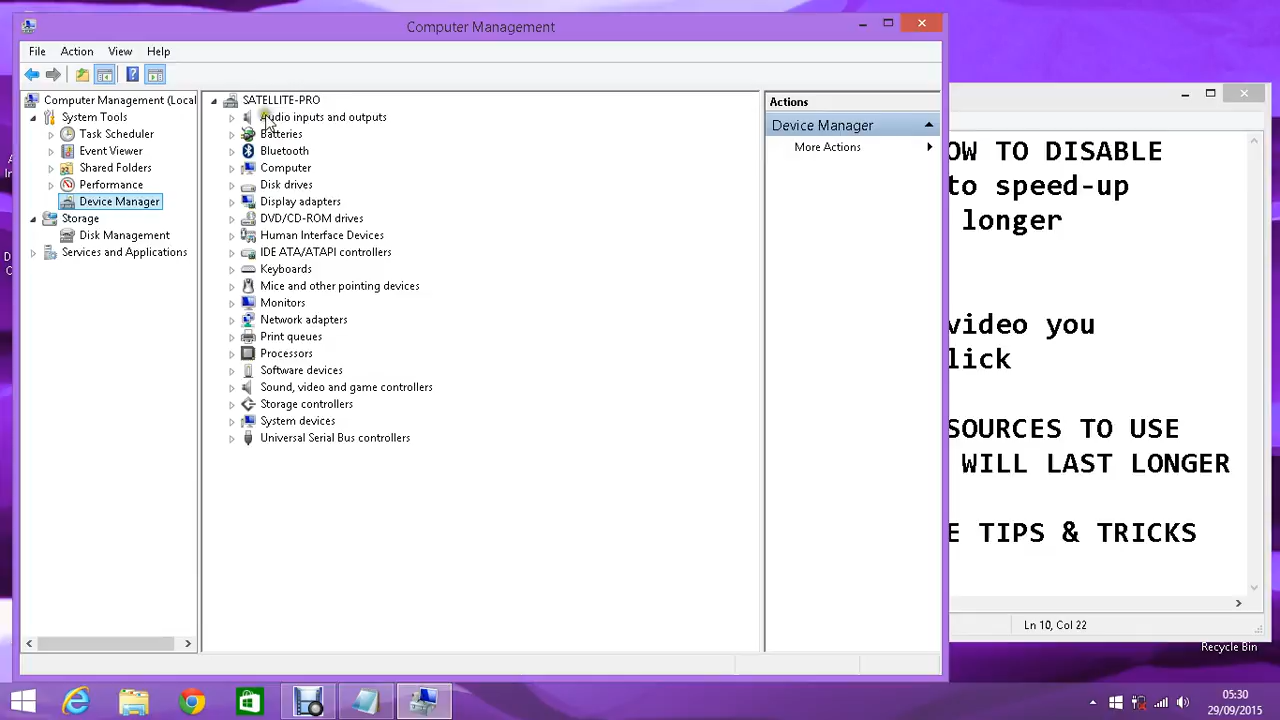 Computer Management
File Action View Help
Computer Management (Local
System Tools
Task Scheduler
Event Viewer
Shared Folders
Performance
Device Manager
Storage
Disk Management
Services and Applications
SATELLITE-PRO
Audio inputs and outputs
Batteries
Bluetooth
Computer
Disk drives
Display adapters
DVD/CD-ROM drives
Human Interface Devices
IDE ATA/ATAPI controllers
Keyboards
Mice and other pointing devices
Monitors
Network adapters
Print queues
Processors
Software devices
Sound, video and game controllers
Storage controllers
System devices
Universal Serial Bus controllers
Actions
Device Manager
More Actions
OW TO DISABLE
to speed-up
longer
video you
lick
SOURCES TO USE
WILL LAST LONGER
E TIPS & TRICKS
Ln 10, Col 22
Recycle Bin
05:30
29/09/2015